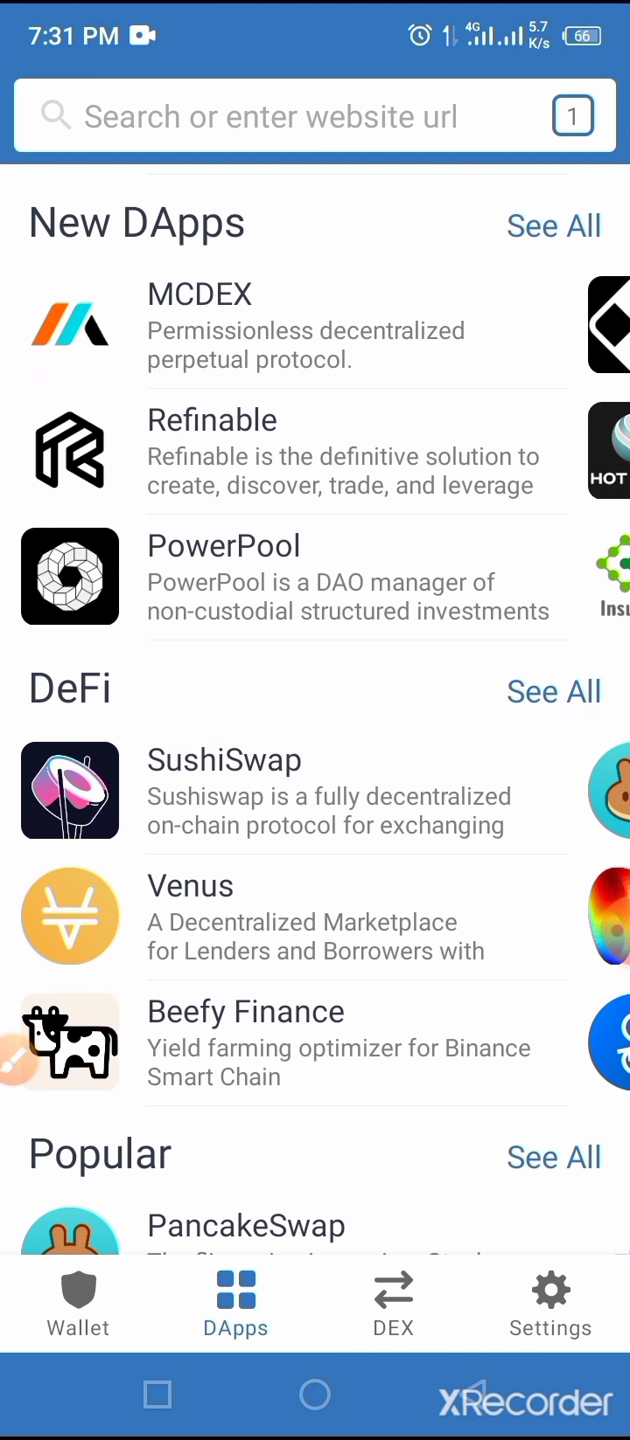 7:31 PM
4G
5.7
K/s
66
Search or enter website url
1
New DApps
See All
MCDEX
Permissionless decentralized
perpetual protocol.
Refinable
Refinable is the definitive solution to
create, discover, trade, and leverage
HOT
PowerPool
PowerPool is a DAO manager of
non-custodial structured investments
Insu
DeFi
See All
SushiSwap
Sushiswap is a fully decentralized
on-chain protocol for exchanging
Venus
A Decentralized Marketplace
for Lenders and Borrowers with
Beefy Finance
Yield farming optimizer for Binance
Smart Chain
Popular
See All
PancakeSwap
Wallet
DApps
DEX
Settings
XRecorder